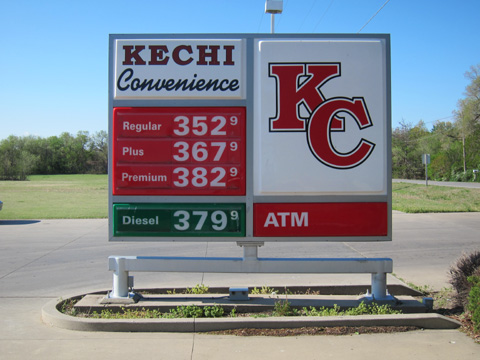 KECHI
Convenience
KC
Regular 352 9
Plus 367 9
Premium 382 9
Diesel 379 9
ATM